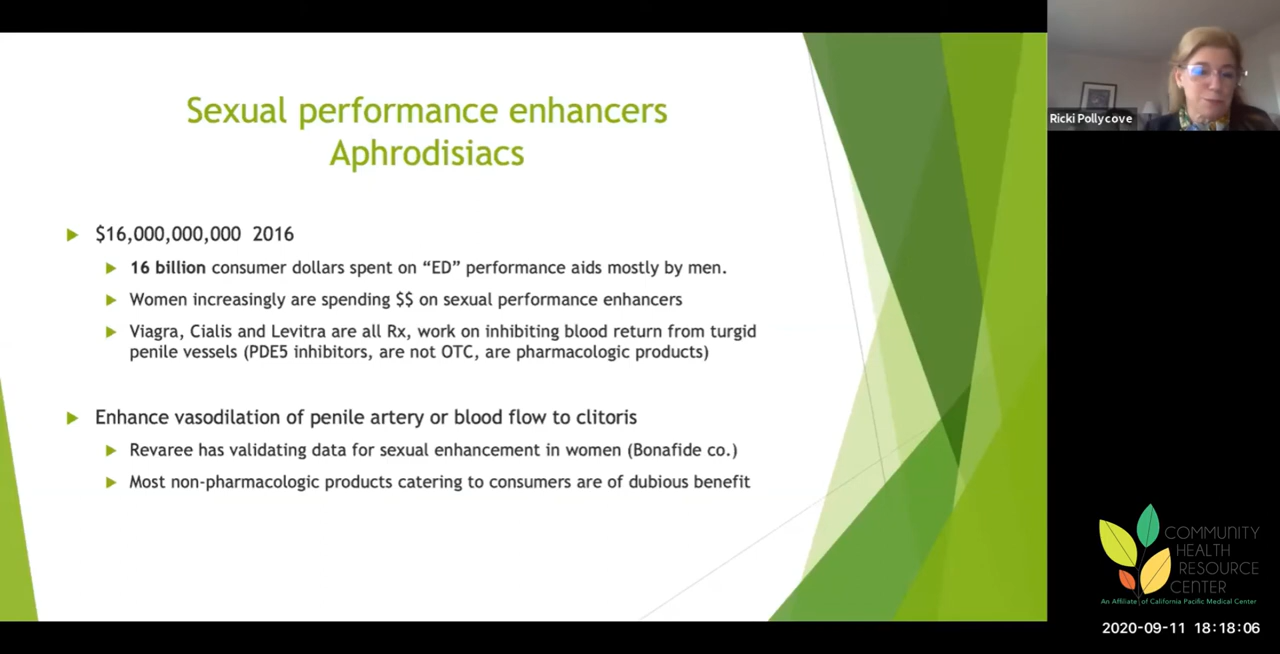 Sexual performance enhancers
Aphrodisiacs
$16,000,000,000 2016
16 billion consumer dollars spent on “ED” performance aids mostly by men.
Women increasingly are spending $$ on sexual performance enhancers
Viagra, Cialis and Levitra are all Rx, work on inhibiting blood return from turgid
penile vessels (PDE5 inhibitors, are not OTC, are pharmacologic products)
Enhance vasodilation of penile artery or blood flow to clitoris
Revaree has validating data for sexual enhancement in women (Bonafide co.)
Most non-pharmacologic products catering to consumers are of dubious benefit
Ricki Pollycove
COMMUNITY
HEALTH
RESOURCE
CENTER
An Affiliate of California Pacific Medical Center
2020-09-11 18:18:06